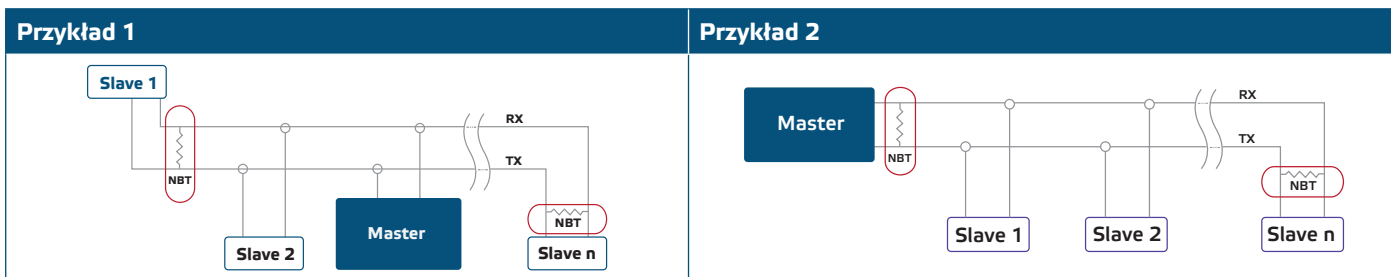 Przykład 1
Slave 1
RX
TX
NBT
NBT
Master
Slave 2
Slave n
Przykład 2
RX
Master
TX
NBT
NBT
Slave 1
Slave 2
Slave n